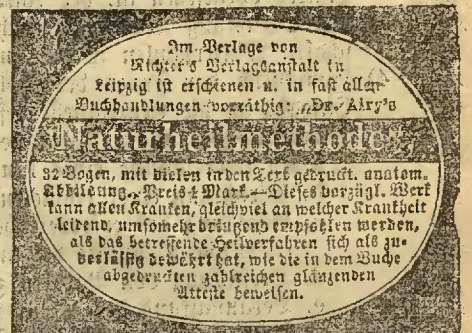 Im Verlage von
Richter's Verlagsanstalt in
Leipzig ist erschienen u. in fast allen
Buchhandlungen vorräthig: „Dr. Airy's
Naturheilmethode“,
32 Bogen, mit vielen in den Text gedruckt. anatom.
Abbildung., Preis 1 Mark. — Dieses vorzügl. Werk
kann allen Kranken, gleichviel an welcher Krankheit
leidend, umsomehr dringend empfohlen werden,
als das betreffende Heilverfahren sich als zu-
verlässig bewährt hat, wie die in dem Buche
abgedruckten zahlreichen glänzenden
Atteste beweisen.